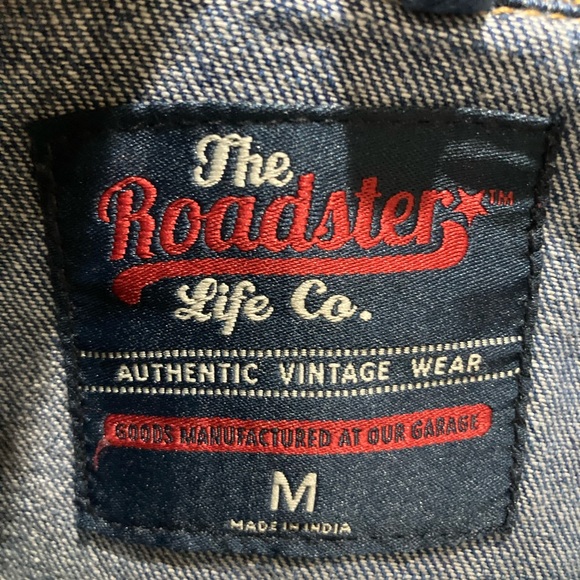 The
Roadster™
Life Co.
AUTHENTIC VINTAGE WEAR
GOODS MANUFACTURED AT OUR GARAGE
M
MADE IN INDIA